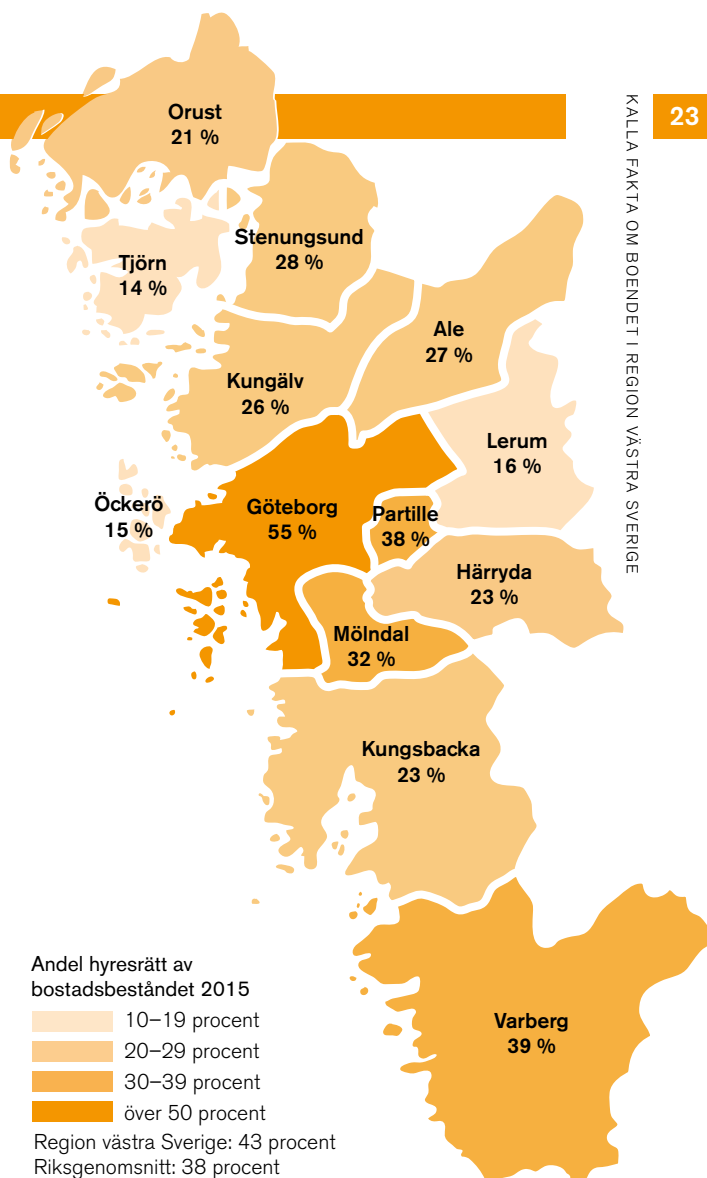 KALLA FAKTA OM BOENDET I REGION VÄSTRA SVERIGE
23
Orust
21 %
Stenungsund
28 %
Tjörn
14 %
Ale
27 %
Kungälv
26 %
Lerum
16 %
Öckerö
15 %
Göteborg
55 %
Partille
38 %
Härryda
23 %
Mölndal
32 %
Kungsbacka
23 %
Varberg
39 %
Andel hyresrätt av
bostadsbeståndet 2015
10–19 procent
20–29 procent
30–39 procent
över 50 procent
Region västra Sverige: 43 procent
Riksgenomsnitt: 38 procent